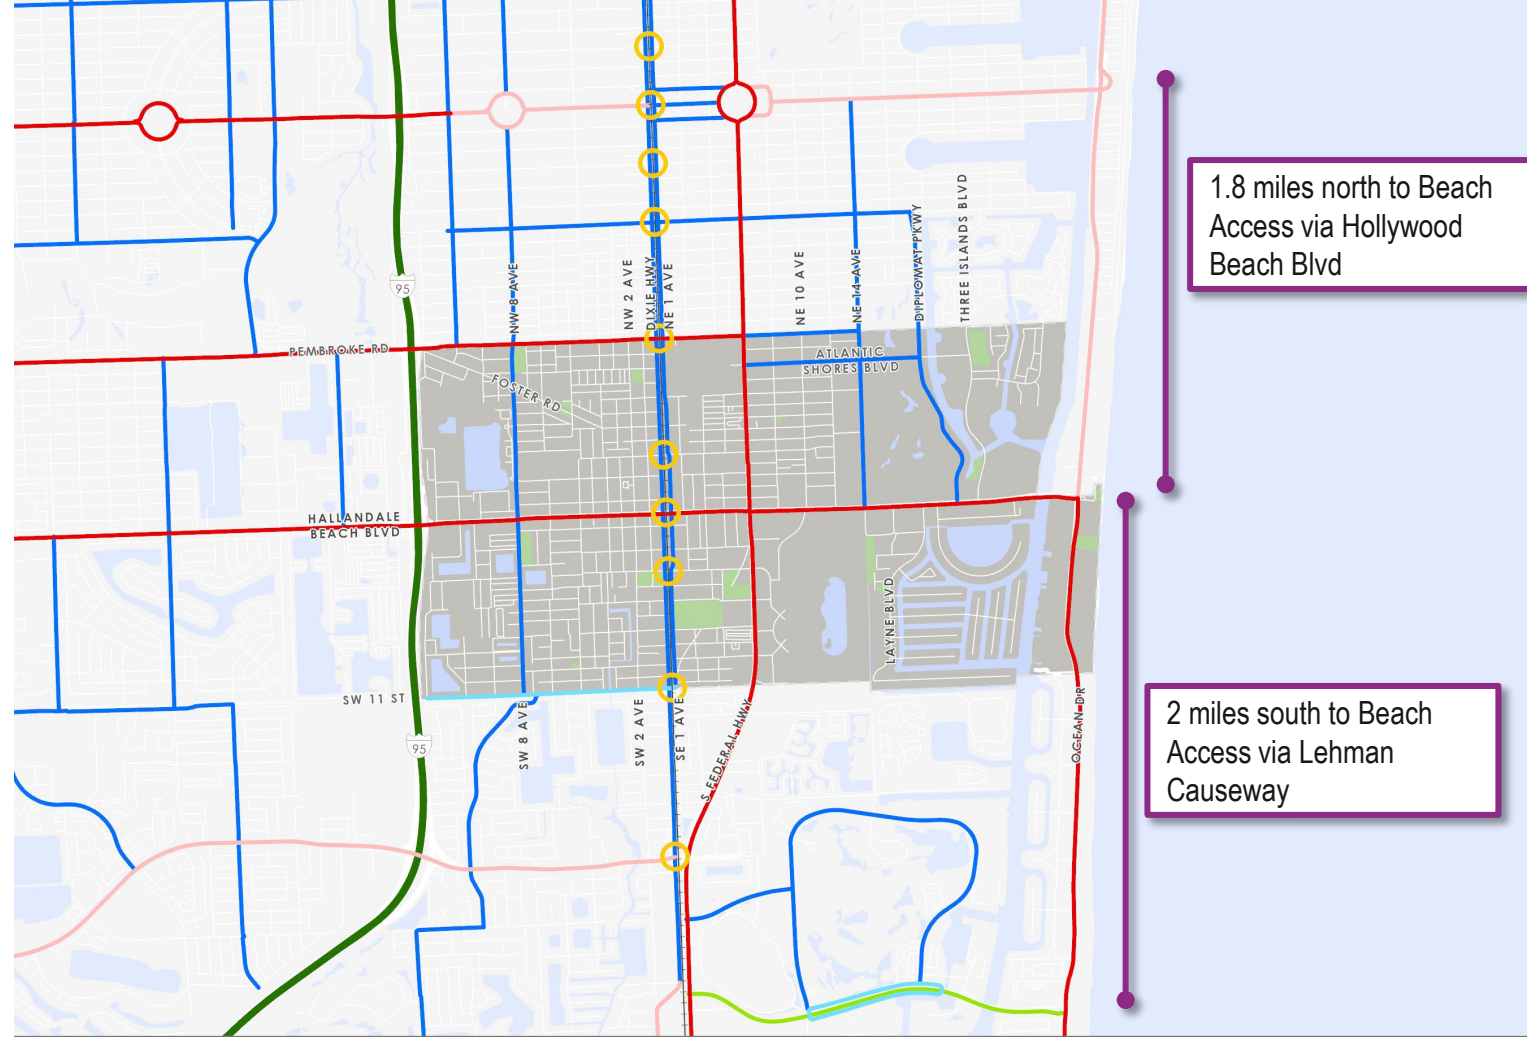 1.8 miles north to Beach
Access via Hollywood
Beach Blvd
THREE ISLANDS BLVD
DIPLOMAT PKWY
NE 14 AVE
NE 10 AVE
NE 1 AVE
DIXIE HWY
NW 2 AVE
NW 8 AVE
95
PEMBROKE RD
ATLANTIC
SHORES BLVD
FOSTER RD
HALLANDALE
BEACH BLVD
LAYNE BLVD
SW 11 ST
95
SW 8 AVE
SW 2 AVE
SE 1 AVE
S FEDERAL HWY
OCEAN DR
2 miles south to Beach
Access via Lehman
Causeway